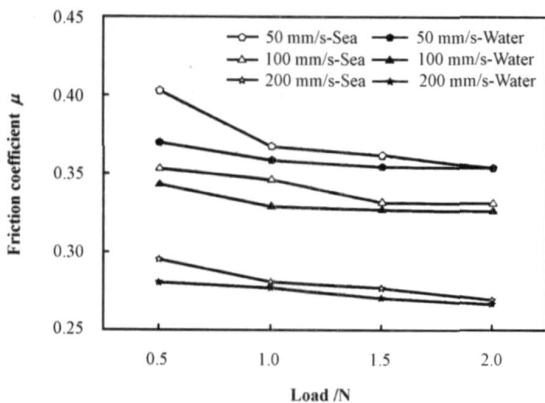 50 mm/s-Sea 50 mm/s-Water
100 mm/s-Sea 100 mm/s-Water
200 mm/s-Sea 200 mm/s-Water
Friction coefficient μ
0.45
0.40
0.35
0.30
0.25
0.5 1.0 1.5 2.0
Load /N